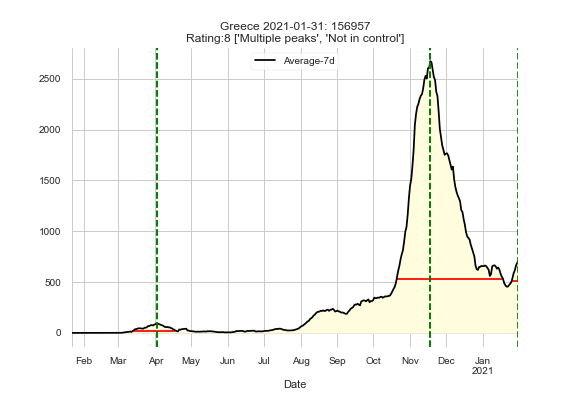 Greece 2021-01-31: 156957
Rating:8 ['Multiple peaks', 'Not in control']
Average-7d
2500
2000
1500
1000
500
0
Feb Mar Apr May Jun Jul Aug Sep Oct Nov Dec Jan
2021
Date